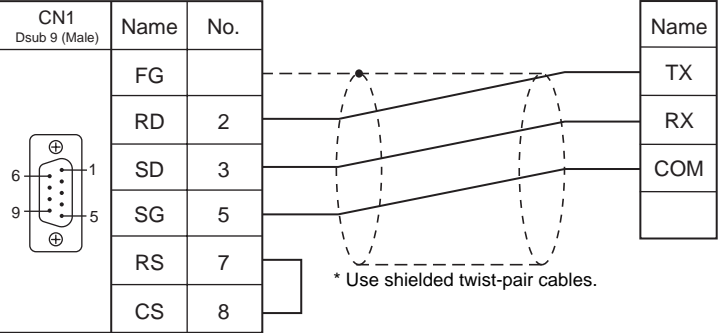 CN1
Dsub 9 (Male)
Name No.
Name
FG
TX
RD 2
RX
SD 3
COM
6
1
9
5
SG 5
RS 7
* Use shielded twist-pair cables.
CS 8